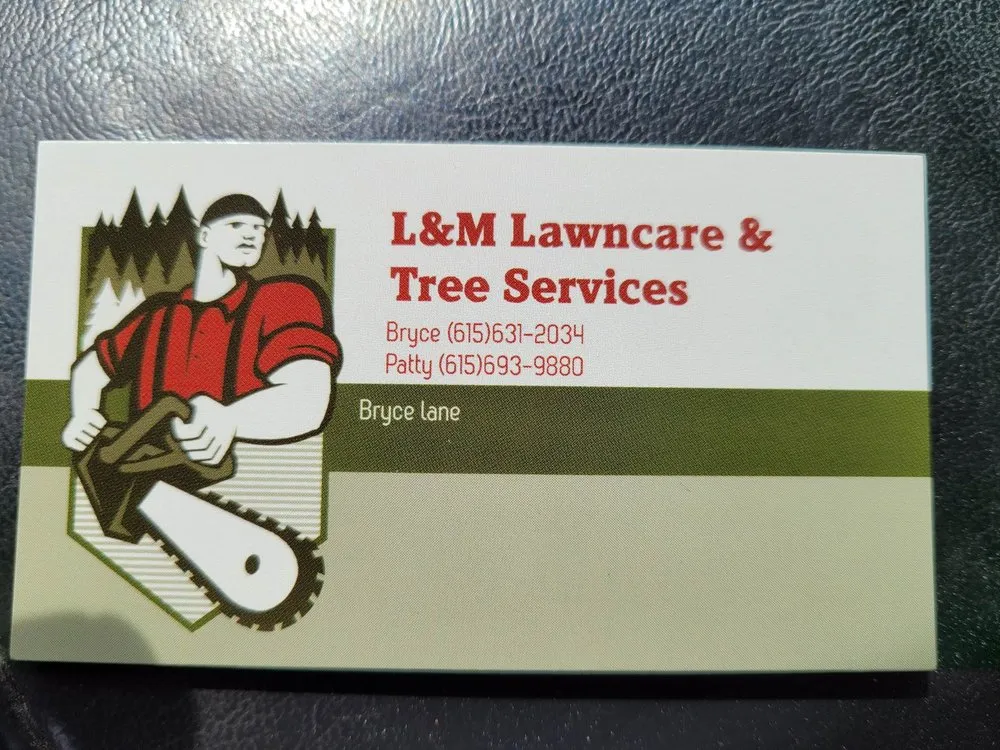 L&M Lawncare &
Tree Services
Bryce (615)631-2034
Patty (615)693-9880
Bryce lane